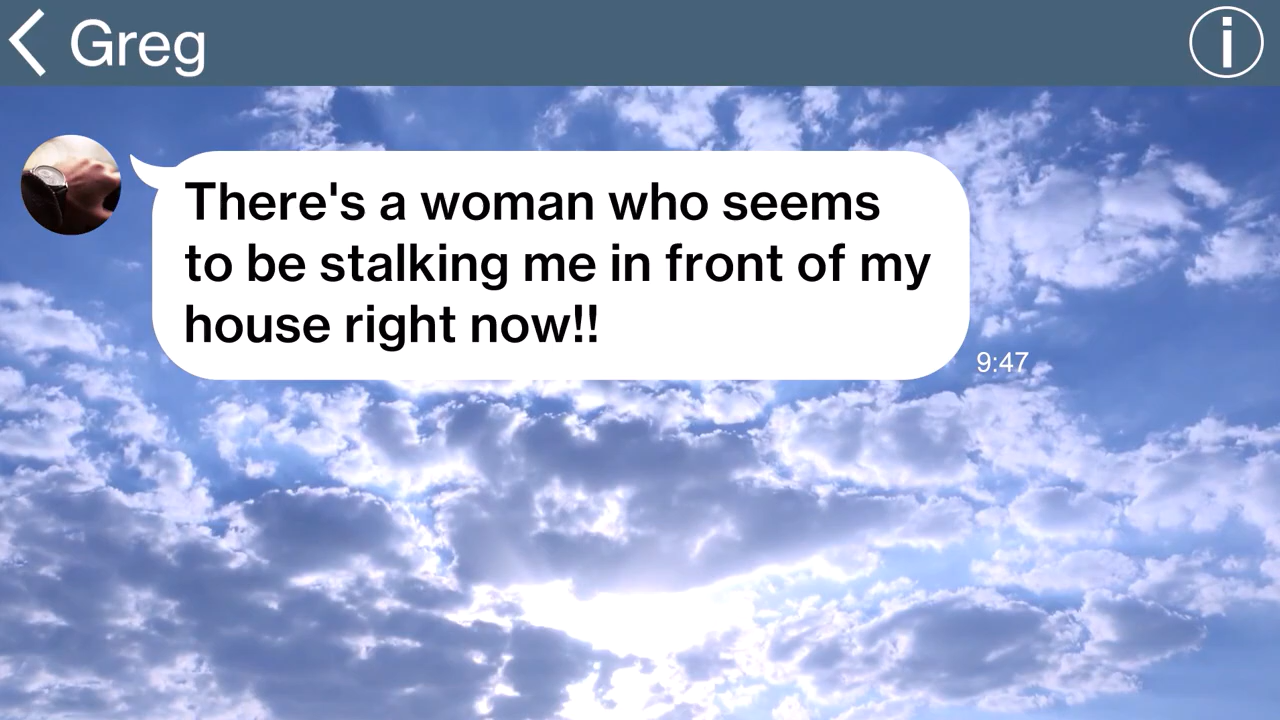 Greg
There's a woman who seems
to be stalking me in front of my
house right now!!
9:47